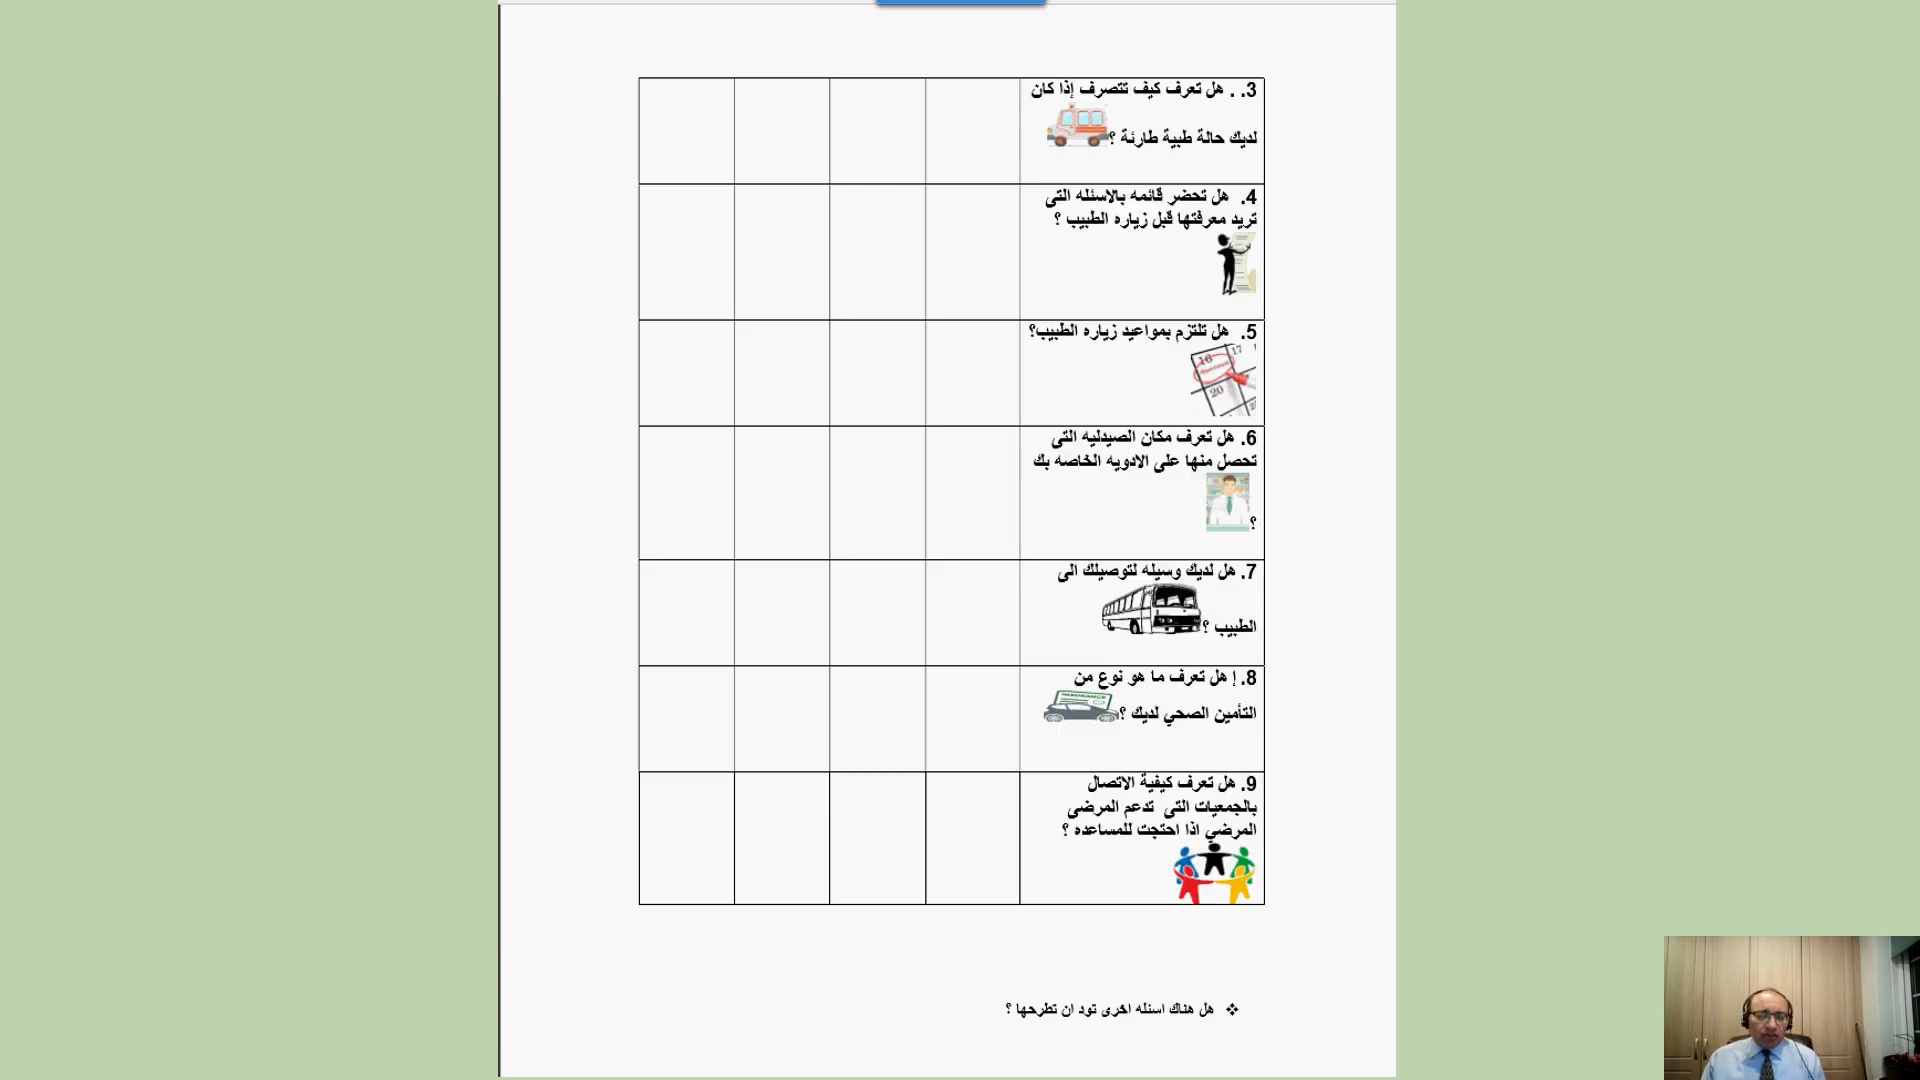 3. . هل تعرف كيف تتصرف إذا كان
لديك حالة طبية طارئة ؟
4. هل تحضر قائمه بالاسئله التى
تريد معرفتها قبل زياره الطبيب ؟
5. هل تلتزم بمواعيد زياره الطبيب؟
16
17
20
6. هل تعرف مكان الصيدليه التى
تحصل منها على الادويه الخاصه بك
؟
7. هل لديك وسيله لتوصيلك الى
الطبيب ؟
8. إ هل تعرف ما هو نوع من
التأمين الصحي لديك ؟
INSURANCE
9. هل تعرف كيفية الاتصال
بالجمعيات التى تدعم المرضى
المرضي اذا احتجت للمساعده ؟
❖ هل هناك اسئله اخرى تود ان تطرحها ؟